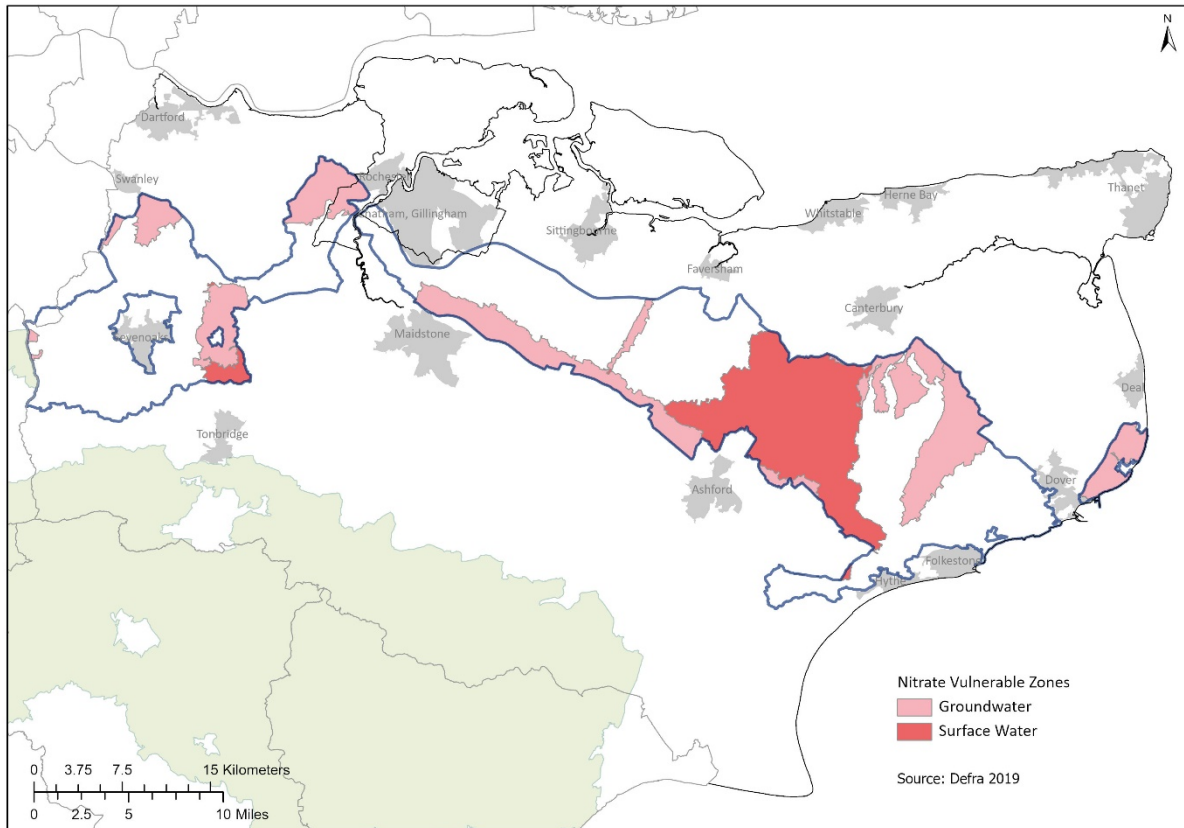 N
Dartford
Swanley
Rochester
Chatham, Gillingham
Sittingbourne
Faversham
Whitstable
Herne Bay
Thanet
Canterbury
Sevenoaks
Maidstone
Deal
Tonbridge
Ashford
Dover
Folkestone
Hythe
Nitrate Vulnerable Zones
Groundwater
Surface Water
Source: Defra 2019
0 3.75 7.5 15 Kilometers
0 2.5 5 10 Miles